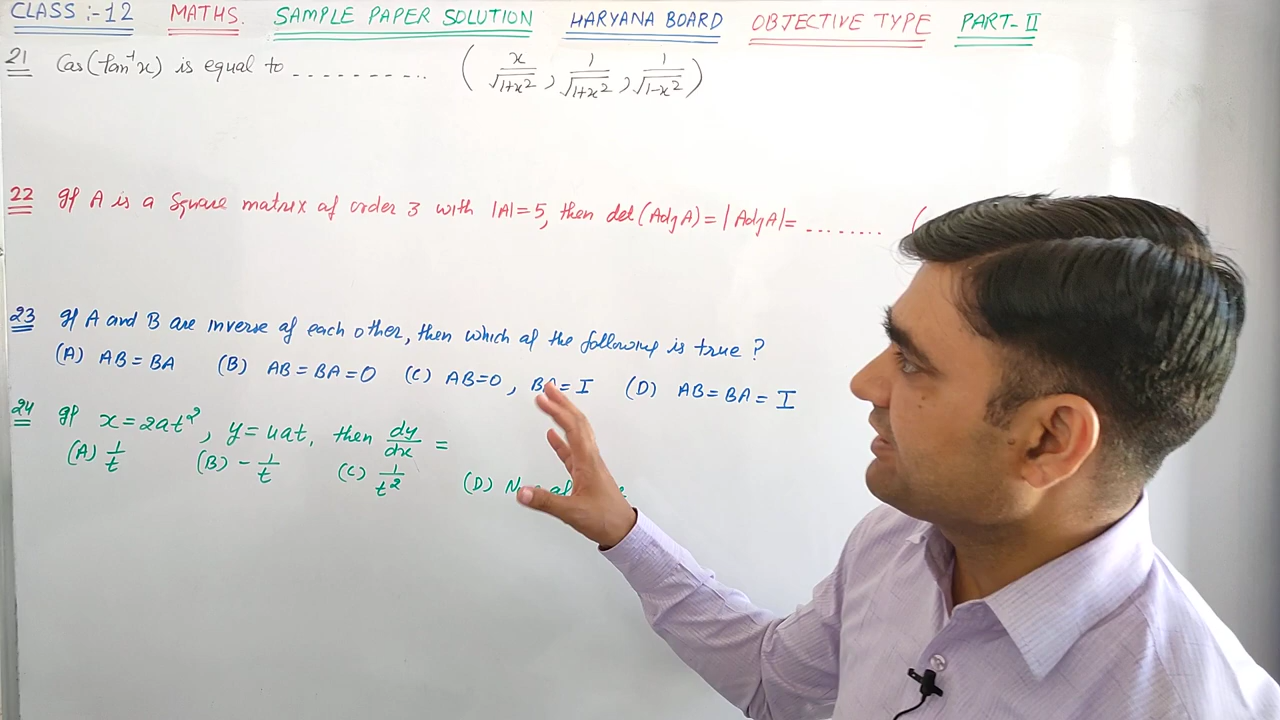 CLASS :- 12 MATHS. SAMPLE PAPER SOLUTION HARYANA BOARD OBJECTIVE TYPE PART- II
21 Cos(tan⁻¹x) is equal to ........... ( x/√1+x² , 1/√1+x² , 1/√1-x² )
22 If A is a Square matrix of order 3 with |A|=5, then det(AdjA)=|AdjA|= ........ (
23 If A and B are inverse of each other, then which of the following is true ?
(A) AB = BA (B) AB = BA = O (C) AB=O , BA = I (D) AB = BA = I
24 If x = 2at², y = 4at, then dy/dx =
(A) 1/t (B) - 1/t (C) 1/t² (D)